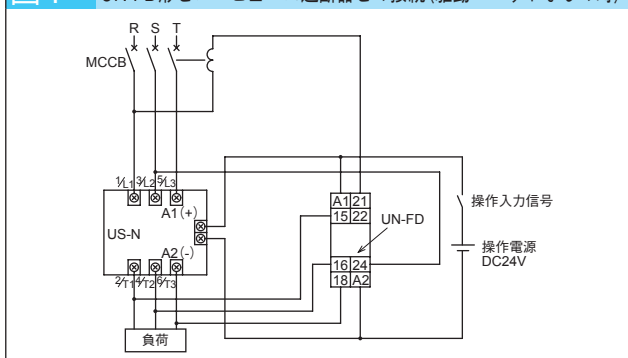 R S T
MCCB
1/L1 3/L2 5/L3
A1(+)
US-N
A2(-)
2/T1 4/T2 6/T3
負荷
A1 21
15 22
UN-FD
16 24
18 A2
操作入力信号
操作電源
DC24V